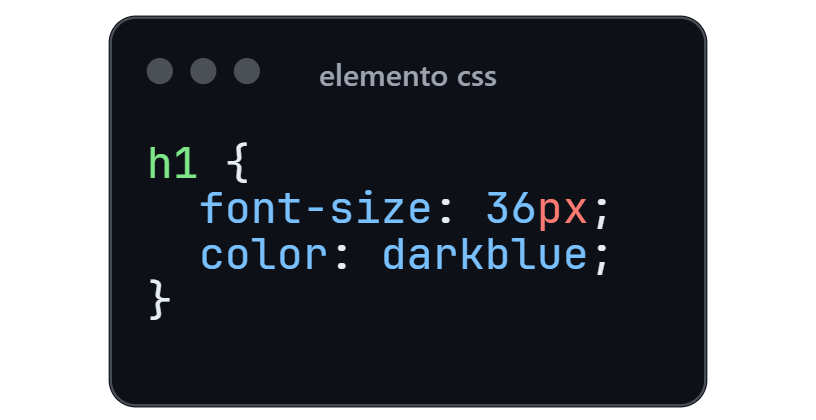 elemento css
h1 {
  font-size: 36px;
  color: darkblue;
}